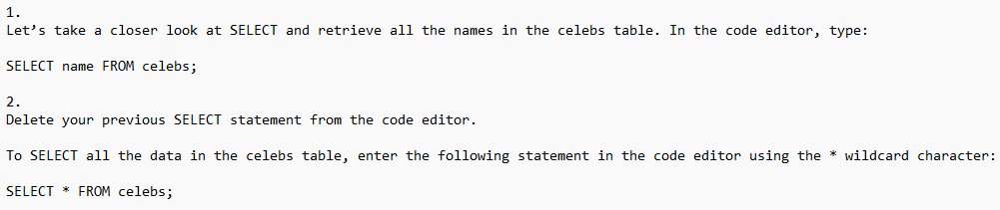 1.
Let’s take a closer look at SELECT and retrieve all the names in the celebs table. In the code editor, type:
SELECT name FROM celebs;
2.
Delete your previous SELECT statement from the code editor.
To SELECT all the data in the celebs table, enter the following statement in the code editor using the * wildcard character:
SELECT * FROM celebs;